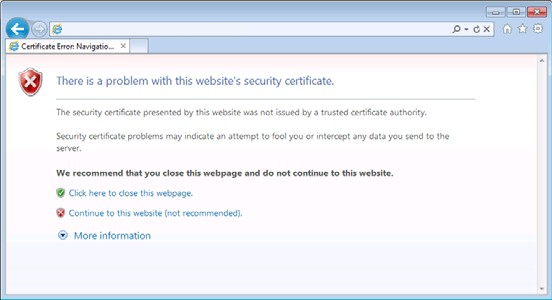 Certificate Error: Navigatio...
There is a problem with this website's security certificate.
The security certificate presented by this website was not issued by a trusted certificate authority.
Security certificate problems may indicate an attempt to fool you or intercept any data you send to the
server.
We recommend that you close this webpage and do not continue to this website.
Click here to close this webpage.
Continue to this website (not recommended).
More information